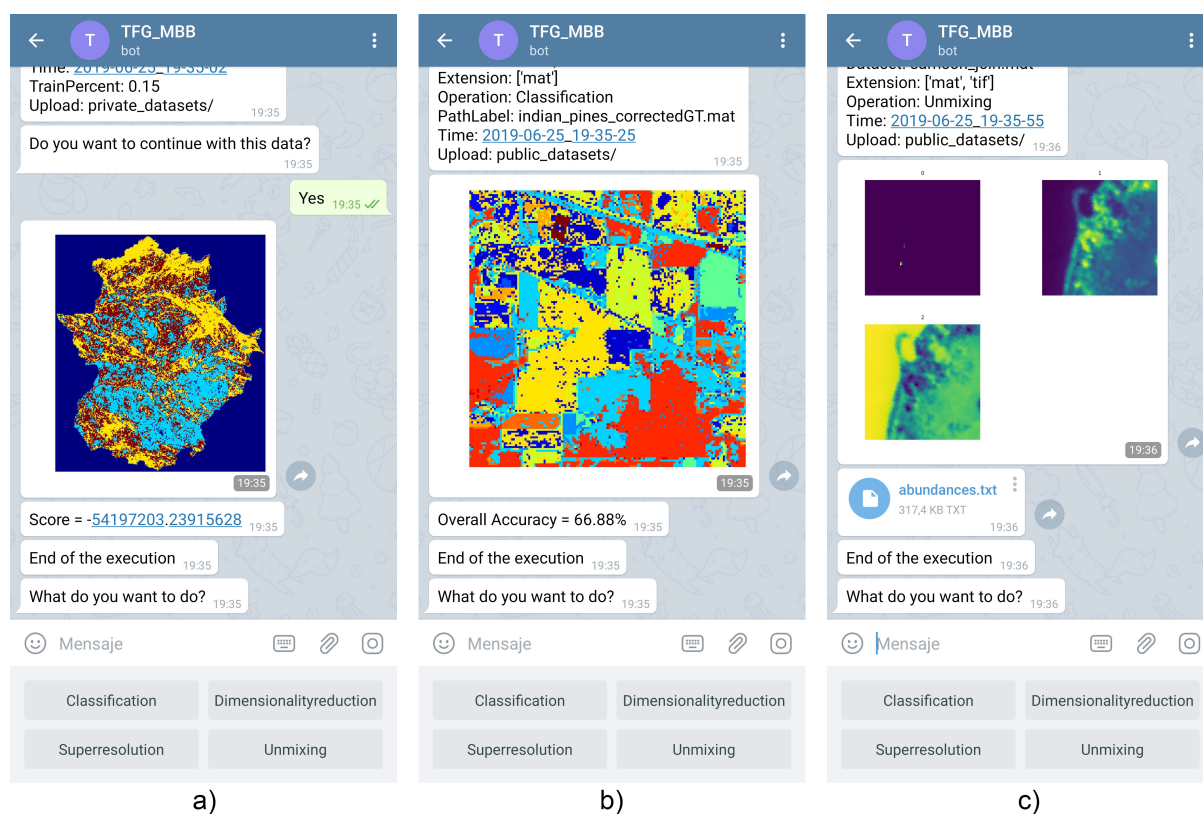 TFG_MBB
bot
Time: 2019-06-25_19-35-02
TrainPercent: 0.15
Upload: private_datasets/
19:35
Do you want to continue with this data?
19:35
Yes 19:35
19:35
Score = -54197203.23915628 19:35
End of the execution 19:35
What do you want to do? 19:35
Mensaje
Classification Dimensionalityreduction
Superresolution Unmixing
a)
TFG_MBB
bot
Extension: ['mat']
Operation: Classification
PathLabel: indian_pines_correctedGT.mat
Time: 2019-06-25_19-35-25
Upload: public_datasets/
19:35
19:35
Overall Accuracy = 66.88% 19:35
End of the execution 19:35
What do you want to do? 19:35
Mensaje
Classification Dimensionalityreduction
Superresolution Unmixing
b)
TFG_MBB
bot
Extension: ['mat', 'tif']
Operation: Unmixing
Time: 2019-06-25_19-35-55
Upload: public_datasets/ 19:36
0 1
2
19:36
abundances.txt
317,4 KB TXT
19:36
End of the execution 19:36
What do you want to do? 19:36
Mensaje
Classification Dimensionalityreduction
Superresolution Unmixing
c)